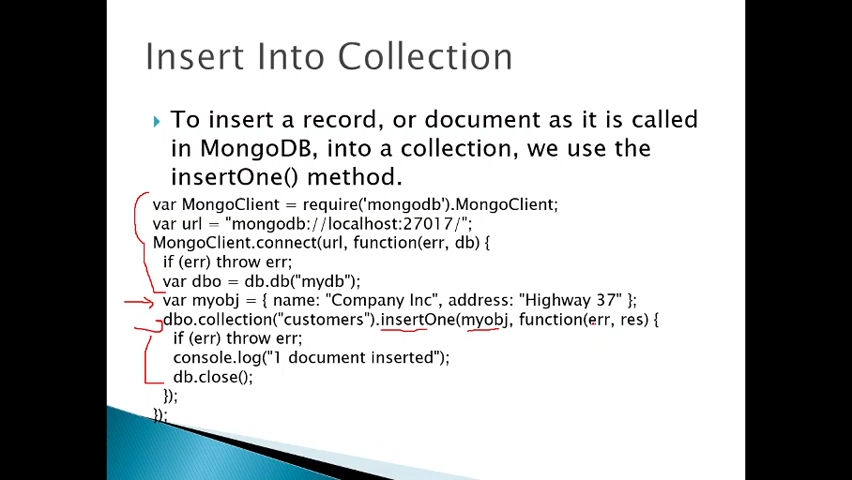 Insert Into Collection
To insert a record, or document as it is called
in MongoDB, into a collection, we use the
insertOne() method.
var MongoClient = require('mongodb').MongoClient;
var url = "mongodb://localhost:27017/";
MongoClient.connect(url, function(err, db) {
if (err) throw err;
var dbo = db.db("mydb");
var myobj = { name: "Company Inc", address: "Highway 37" };
dbo.collection("customers").insertOne(myobj, function(err, res) {
if (err) throw err;
console.log("1 document inserted");
db.close();
});
});